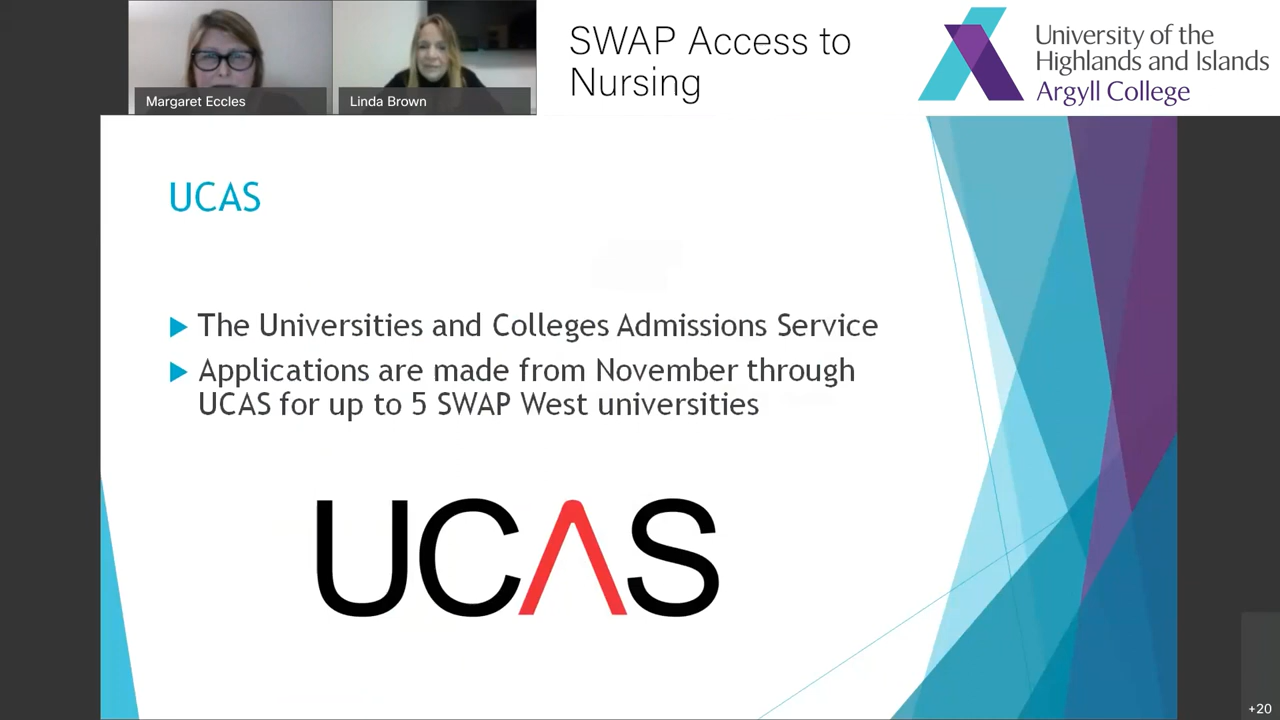 SWAP Access to
Nursing
University of the
Highlands and Islands
Argyll College
Margaret Eccles
Linda Brown
UCAS
The Universities and Colleges Admissions Service
Applications are made from November through
UCAS for up to 5 SWAP West universities
UCAS
+20